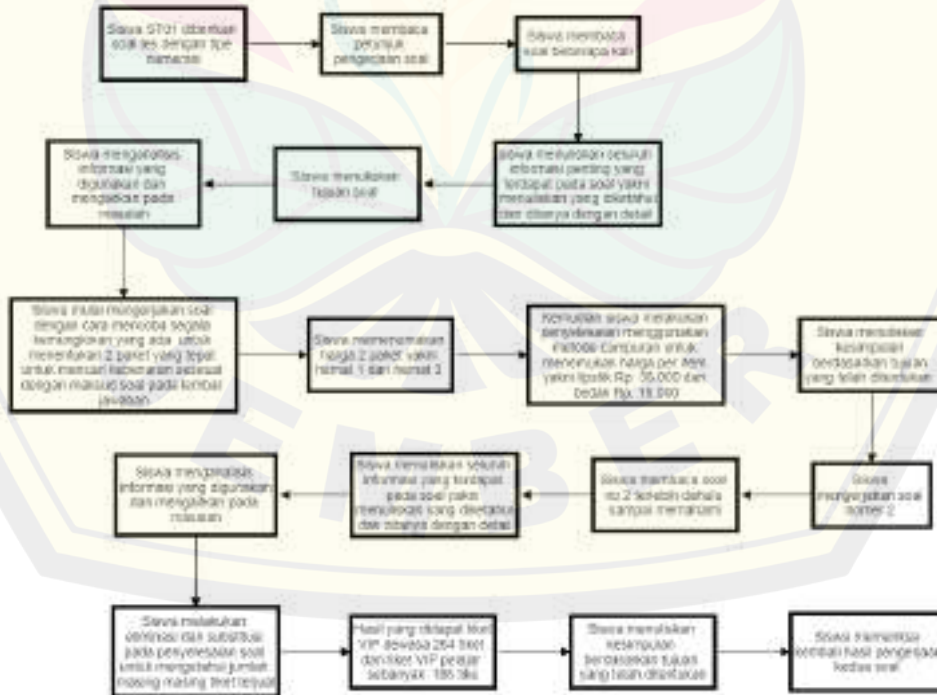 Siswa ST01 diberikan
soal tes dengan tipe
numerasi
Siswa membaca
petunjuk
pengerjaan soal
Siswa membaca
soal beberapa kali
Siswa menuliskan seluruh
informasi penting yang
terdapat pada soal yakni
menuliskan yang diketahui
dan ditanya dengan detail
Siswa menuliskan
tujuan soal
Siswa menganalisis
informasi yang
digunakan dan
mengaitkan pada
masalah
Siswa mulai mengerjakan soal
dengan cara mencoba segala
kemungkinan yang ada untuk
menentukan 2 paket yang tepat
untuk mencari kebenaran
dengan maksud soal pada lembar
jawaban
Siswa menemukan
harga 2 paket yakni
hemat 1 dan hemat 3
Kemudian siswa melakukan
penyelesaian menggunakan
metode campuran untuk
menemukan harga per item
yakni lipstik Rp. dan
bedak Rp.
Siswa menuliskan
kesimpulan
berdasarkan tujuan
yang telah ditentukan
Siswa
mengerjakan soal
nomer 2
Siswa membaca soal
no 2 terlebih dahulu
sampai memahami
Siswa menuliskan seluruh
informasi yang terdapat
pada soal yakni
menuliskan yang diketahui
dan ditanya dengan detail
Siswa menganalisis
informasi yang digunakan
dan mengaitkan pada
masalah
Siswa melakukan
eliminasi dan substitusi
pada penyelesaian soal
untuk mengetahui jumlah
masing masing tiket terjual
Hasil yang didapat tiket
VIP dewasa 264 tiket
dan tiket VIP pelajar
sebanyak
Siswa menuliskan
kesimpulan
berdasarkan tujuan
yang telah ditentukan
Siswa memeriksa
kembali hasil pengerjaan
kedua soal
EMBER